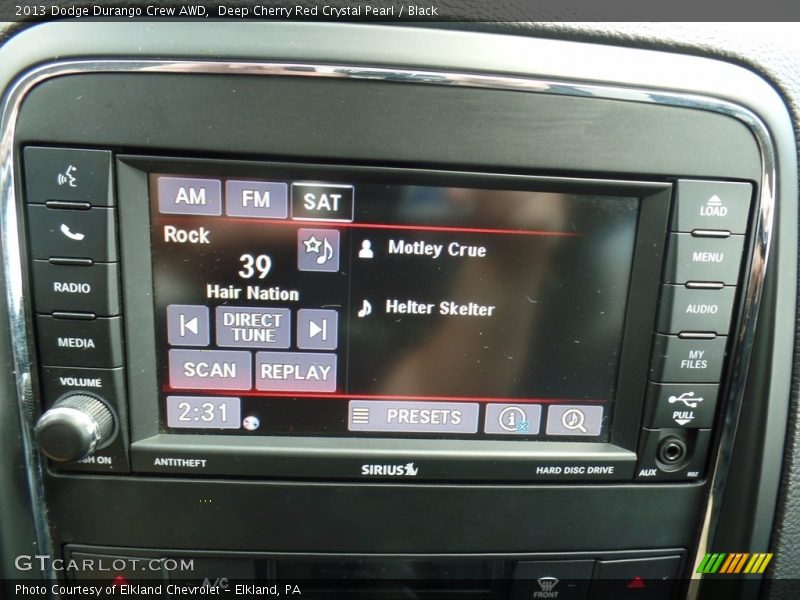 2013 Dodge Durango Crew AWD, Deep Cherry Red Crystal Pearl / Black
AM FM SAT
LOAD
Rock
Motley Crue
MENU
39
RADIO
Hair Nation
Helter Skelter
AUDIO
DIRECT
TUNE
MEDIA
MY
FILES
SCAN REPLAY
VOLUME
PULL
2:31
PRESETS
PUSH ON
ANTITHEFT
SIRIUS
HARD DISC DRIVE
AUX
RBZ
GTCARLOT.COM
A/C
FRONT
Photo Courtesy of Elkland Chevrolet - Elkland, PA